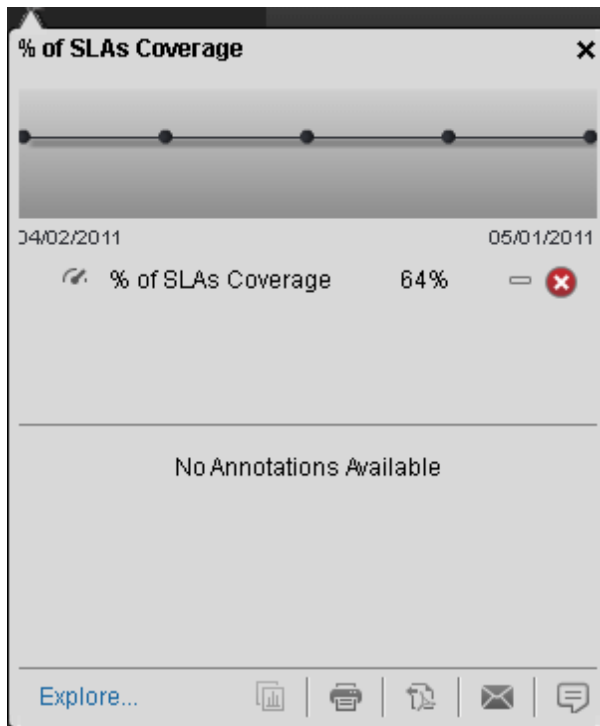 % of SLAs Coverage
04/02/2011 05/01/2011
% of SLAs Coverage 64%
No Annotations Available
Explore...